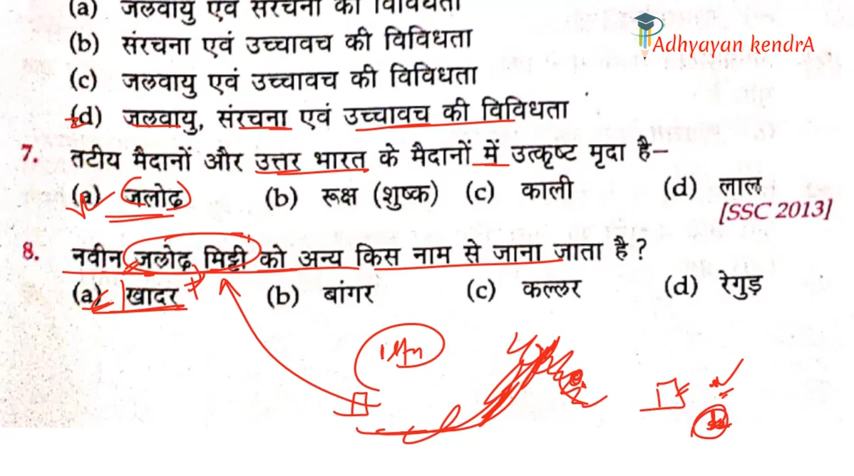 (a) जलवायु एवं संरचना की विविधता
Adhyayan kendrA
(b) संरचना एवं उच्चावच की विविधता
(c) जलवायु एवं उच्चावच की विविधता
(d) जलवायु, संरचना एवं उच्चावच की विविधता
7. तटीय मैदानों और उत्तर भारत के मैदानों में उत्कृष्ट मृदा है–
(a) जलोढ़ (b) रूक्ष (शुष्क) (c) काली (d) लाल
[SSC 2013]
8. नवीन जलोढ़ मिट्टी को अन्य किस नाम से जाना जाता है ?
(a) खादर (b) बांगर (c) कल्लर (d) रेगुड़